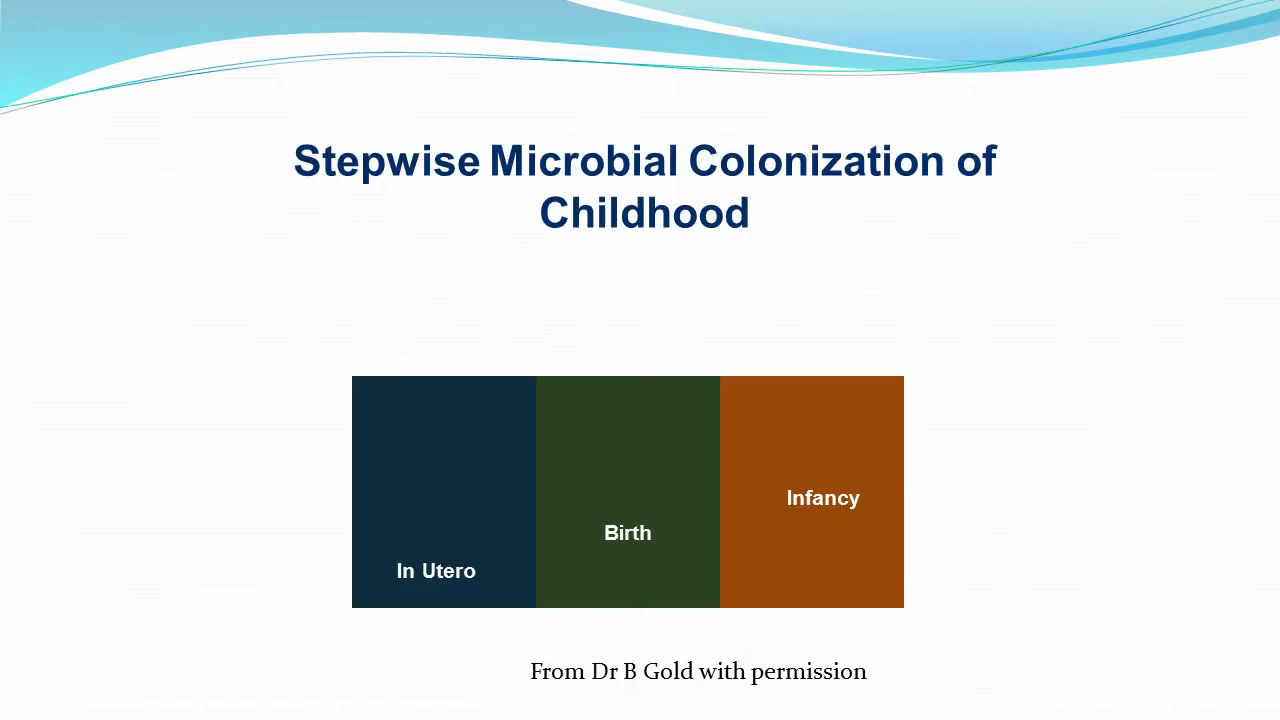 Stepwise Microbial Colonization of
Childhood
Infancy
Birth
In Utero
From Dr B Gold with permission